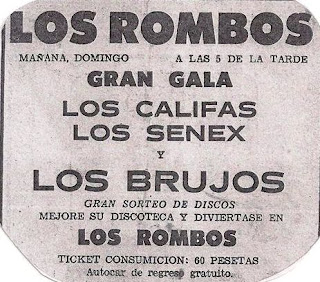 LOS ROMBOS
MAÑANA, DOMINGO A LAS 5 DE LA TARDE
GRAN GALA
LOS CALIFAS
LOS SENEX
Y
LOS BRUJOS
GRAN SORTEO DE DISCOS
MEJORE SU DISCOTECA Y DIVIERTASE EN
LOS ROMBOS
TICKET CONSUMICION: 60 PESETAS
Autocar de regreso gratuito.